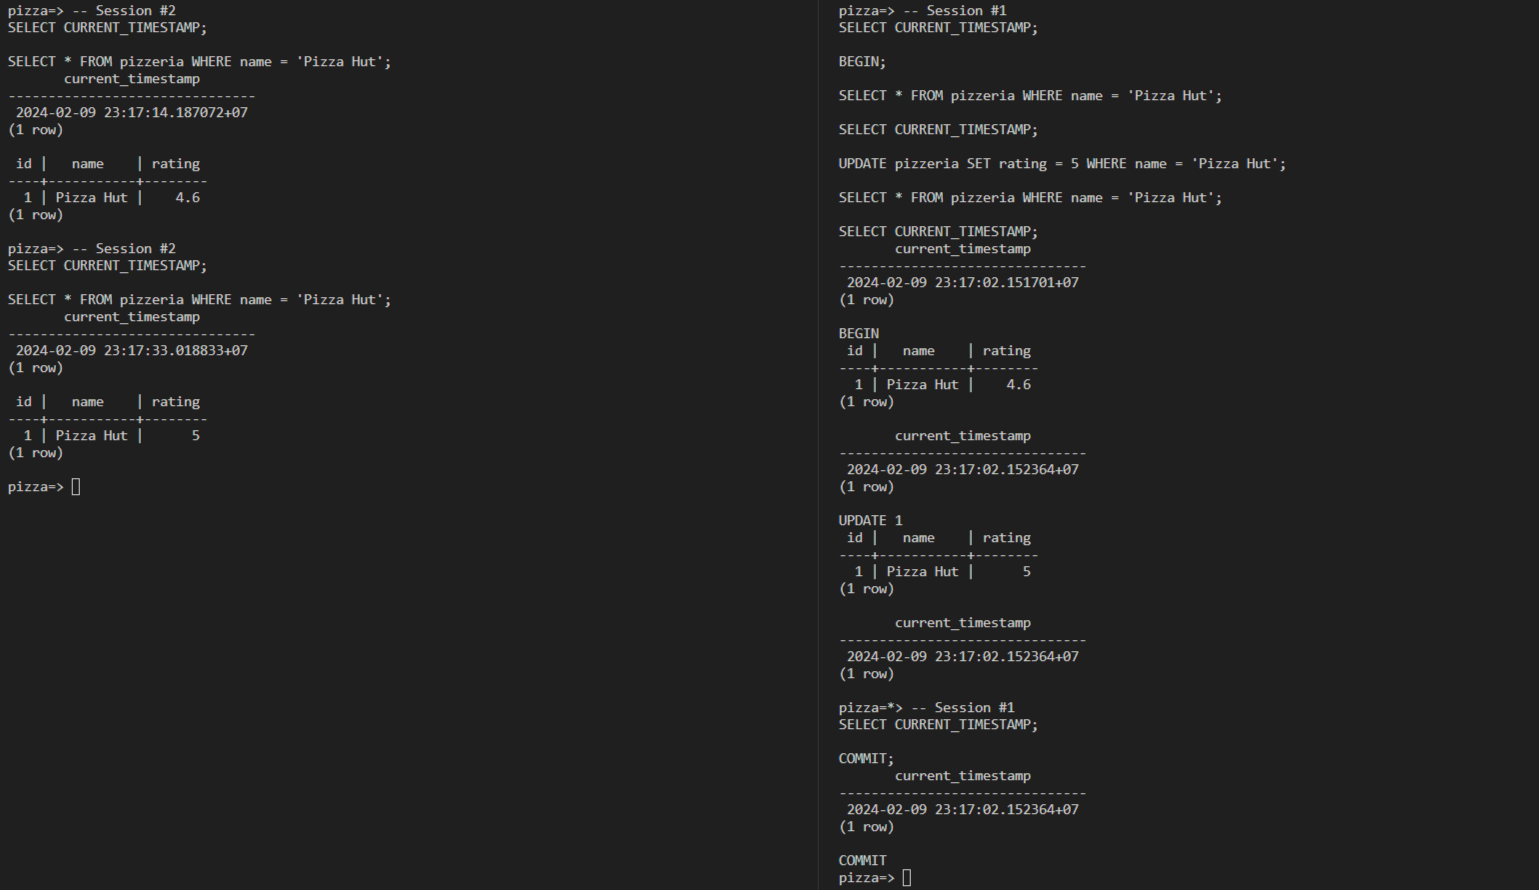 pizza=> -- Session #2
SELECT CURRENT_TIMESTAMP;
SELECT * FROM pizzeria WHERE name = 'Pizza Hut';
       current_timestamp
-------------------------------
 2024-02-09 23:17:14.187072+07
(1 row)
 id |   name    | rating
----+-----------+--------
  1 | Pizza Hut |    4.6
(1 row)
pizza=> -- Session #2
SELECT CURRENT_TIMESTAMP;
SELECT * FROM pizzeria WHERE name = 'Pizza Hut';
       current_timestamp
-------------------------------
 2024-02-09 23:17:33.018833+07
(1 row)
 id |   name    | rating
----+-----------+--------
  1 | Pizza Hut |      5
(1 row)
pizza=>
pizza=> -- Session #1
SELECT CURRENT_TIMESTAMP;
BEGIN;
SELECT * FROM pizzeria WHERE name = 'Pizza Hut';
SELECT CURRENT_TIMESTAMP;
UPDATE pizzeria SET rating = 5 WHERE name = 'Pizza Hut';
SELECT * FROM pizzeria WHERE name = 'Pizza Hut';
SELECT CURRENT_TIMESTAMP;
       current_timestamp
-------------------------------
 2024-02-09 23:17:02.151701+07
(1 row)
BEGIN
 id |   name    | rating
----+-----------+--------
  1 | Pizza Hut |    4.6
(1 row)
       current_timestamp
-------------------------------
 2024-02-09 23:17:02.152364+07
(1 row)
UPDATE 1
 id |   name    | rating
----+-----------+--------
  1 | Pizza Hut |      5
(1 row)
       current_timestamp
-------------------------------
 2024-02-09 23:17:02.152364+07
(1 row)
pizza=*> -- Session #1
SELECT CURRENT_TIMESTAMP;
COMMIT;
       current_timestamp
-------------------------------
 2024-02-09 23:17:02.152364+07
(1 row)
COMMIT
pizza=>